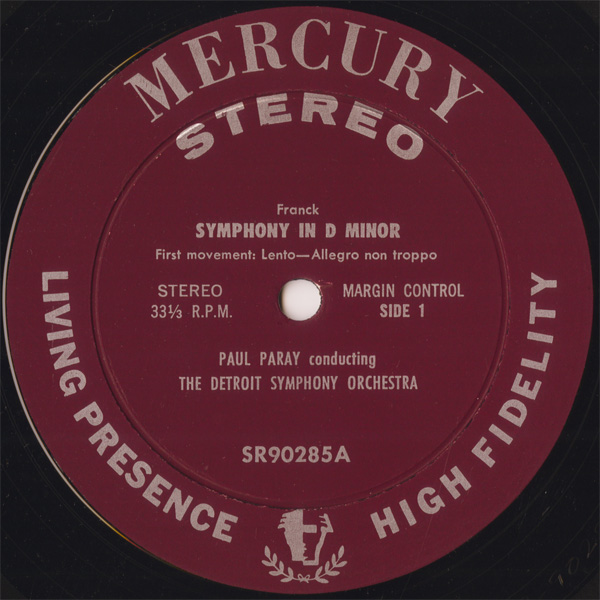 MERCURY
STEREO
Franck
SYMPHONY IN D MINOR
First movement: Lento—Allegro non troppo
STEREO
33⅓ R.P.M.
MARGIN CONTROL
SIDE 1
PAUL PARAY conducting
THE DETROIT SYMPHONY ORCHESTRA
SR90285A
LIVING PRESENCE
HIGH FIDELITY